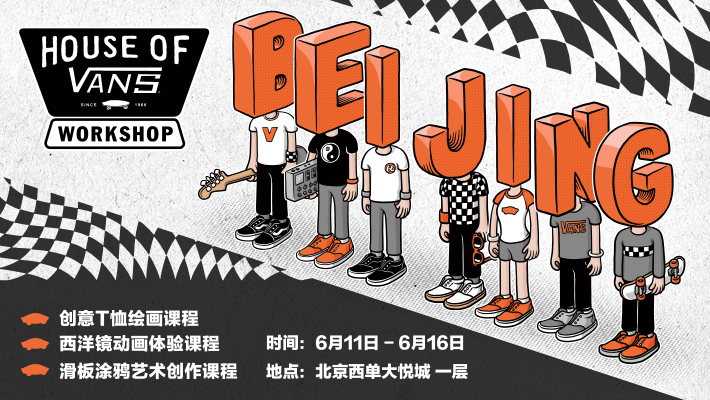 HOUSE OF
VANS
SINCE 1966
WORKSHOP
BEIJING
V
VANS
创意T恤绘画课程
西洋镜动画体验课程
滑板涂鸦艺术创作课程
时间：6月11日 – 6月16日
地点：北京西单大悦城 一层